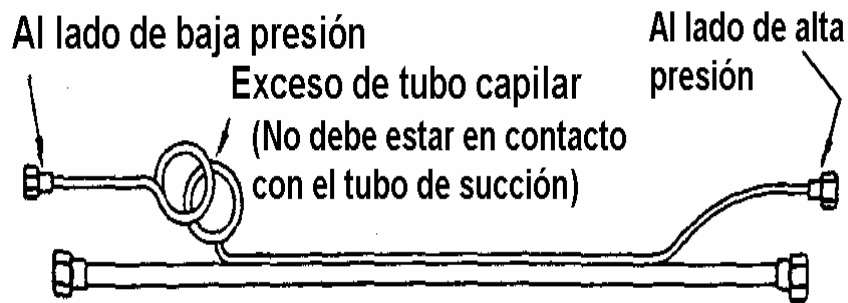 Al lado de baja presión
Exceso de tubo capilar
(No debe estar en contacto
con el tubo de succión)
Al lado de alta
presión